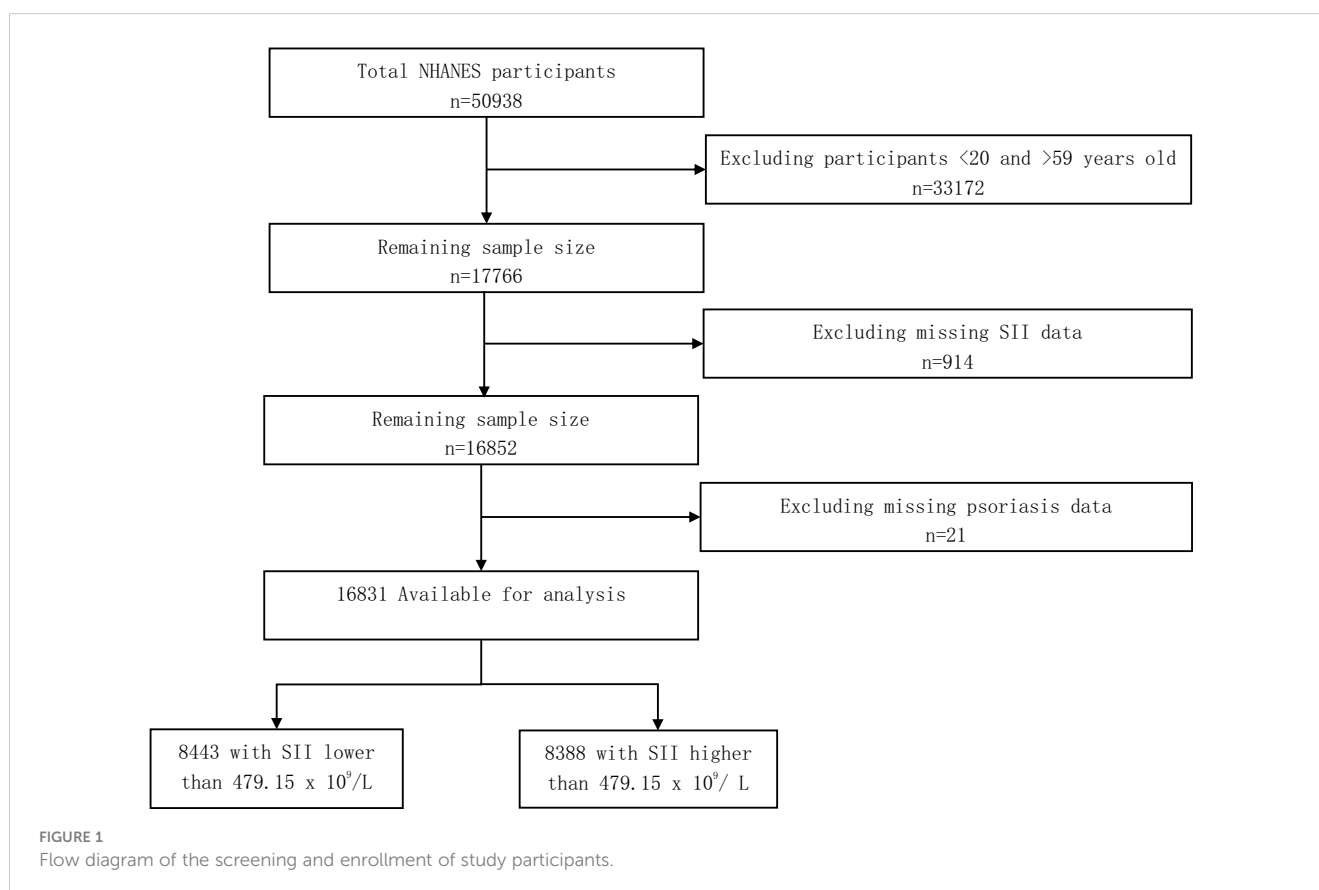 Total NHANES participants
n=50938
Excluding participants <20 and >59 years old
n=33172
Remaining sample size
n=17766
Excluding missing SII data
n=914
Remaining sample size
n=16852
Excluding missing psoriasis data
n=21
16831 Available for analysis
8443 with SII lower
than 479.15 x 10⁹/L
8388 with SII higher
than 479.15 x 10⁹/ L
FIGURE 1
Flow diagram of the screening and enrollment of study participants.